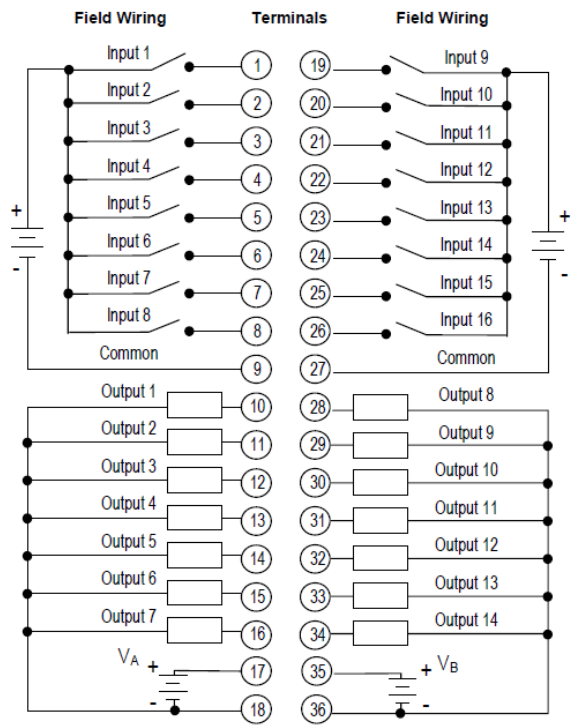 Field Wiring Terminals Field Wiring
Input 1 1 19 Input 9
Input 2 2 20 Input 10
Input 3 3 21 Input 11
Input 4 4 22 Input 12
+ Input 5 5 23 Input 13 +
- Input 6 6 24 Input 14 -
Input 7 7 25 Input 15
Input 8 8 26 Input 16
Common 9 27 Common
Output 1 10 28 Output 8
Output 2 11 29 Output 9
Output 3 12 30 Output 10
Output 4 13 31 Output 11
Output 5 14 32 Output 12
Output 6 15 33 Output 13
Output 7 16 34 Output 14
VA + 17 35 + VB
- 18 36 -